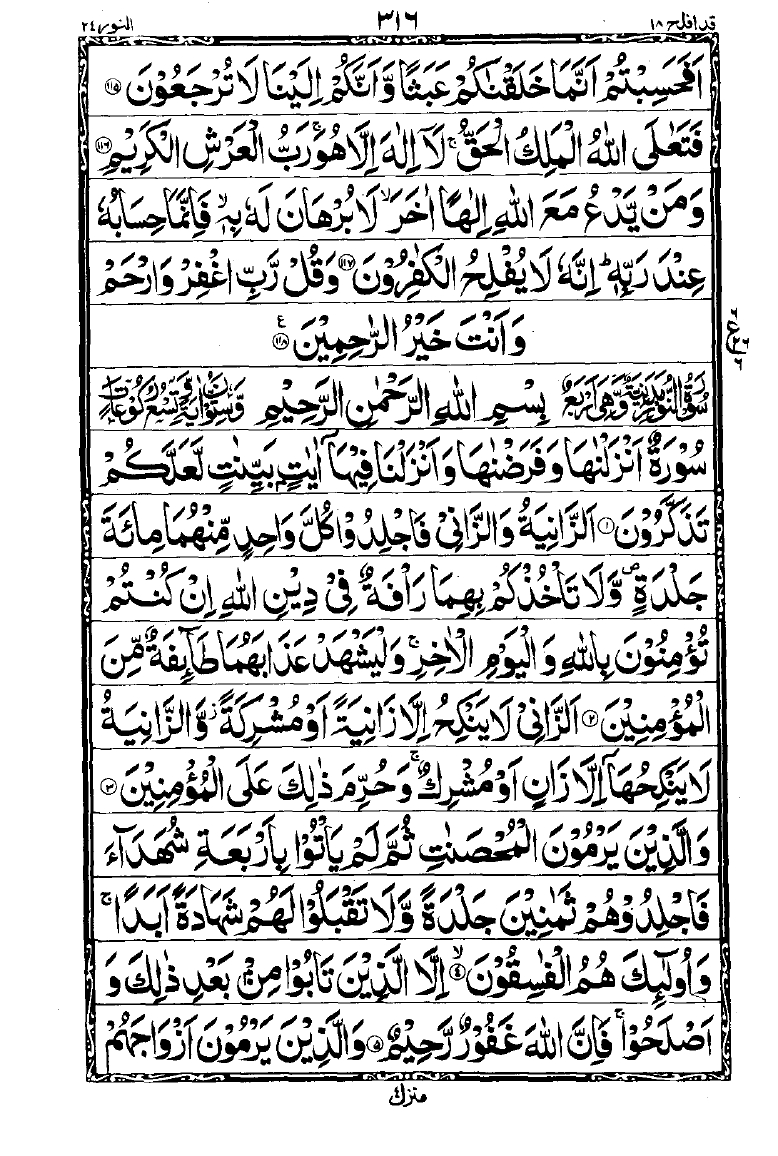 قد افلح ١٨ ٣١٦ النور ٢٤
اَفَحَسِبْتُمْ اَنَّمَا خَلَقْنٰكُمْ عَبَثًا وَّاَنَّكُمْ اِلَيْنَا لَا تُرْجَعُوْنَ ﴿١١٥﴾
فَتَعٰلَى اللّٰهُ الْمَلِكُ الْحَقُّ ۚ لَآ اِلٰهَ اِلَّا هُوَ ۚ رَبُّ الْعَرْشِ الْكَرِيْمِ ﴿١١٦﴾
وَمَنْ يَّدْعُ مَعَ اللّٰهِ اِلٰهًا اٰخَرَ ۙ لَا بُرْهَانَ لَهٗ بِهٖ ۙ فَاِنَّمَا حِسَابُهٗ
عِنْدَ رَبِّهٖ ؕ اِنَّهٗ لَا يُفْلِحُ الْكٰفِرُوْنَ ﴿١١٧﴾ وَقُلْ رَّبِّ اغْفِرْ وَارْحَمْ
وَاَنْتَ خَيْرُ الرّٰحِمِيْنَ ﴿١١٨﴾ ع
سُوْرَةُ النُّوْرِ مَدَنِيَّةٌ وَّهِىَ اَرْبَعٌ بِسْمِ اللّٰهِ الرَّحْمٰنِ الرَّحِيْمِ وَّسِتُّوْنَ اٰيَةً وَّتِسْعُ رُكُوْعَاتٍ
سُوْرَةٌ اَنْزَلْنٰهَا وَفَرَضْنٰهَا وَاَنْزَلْنَا فِيْهَآ اٰيٰتٍۭ بَيِّنٰتٍ لَّعَلَّكُمْ
تَذَكَّرُوْنَ ﴿١﴾ اَلزَّانِيَةُ وَالزَّانِىْ فَاجْلِدُوْا كُلَّ وَاحِدٍ مِّنْهُمَا مِائَةَ
جَلْدَةٍ ۪ وَّلَا تَاْخُذْكُمْ بِهِمَا رَاْفَةٌ فِىْ دِيْنِ اللّٰهِ اِنْ كُنْتُمْ
تُؤْمِنُوْنَ بِاللّٰهِ وَالْيَوْمِ الْاٰخِرِ ۚ وَلْيَشْهَدْ عَذَابَهُمَا طَآئِفَةٌ مِّنَ
الْمُؤْمِنِيْنَ ﴿٢﴾ اَلزَّانِىْ لَا يَنْكِحُ اِلَّا زَانِيَةً اَوْ مُشْرِكَةً ؗ وَّالزَّانِيَةُ
لَا يَنْكِحُهَآ اِلَّا زَانٍ اَوْ مُشْرِكٌ ۚ وَحُرِّمَ ذٰلِكَ عَلَى الْمُؤْمِنِيْنَ ﴿٣﴾
وَالَّذِيْنَ يَرْمُوْنَ الْمُحْصَنٰتِ ثُمَّ لَمْ يَاْتُوْا بِاَرْبَعَةِ شُهَدَآءَ
فَاجْلِدُوْهُمْ ثَمٰنِيْنَ جَلْدَةً وَّلَا تَقْبَلُوْا لَهُمْ شَهَادَةً اَبَدًا ۚ
وَاُولٰٓئِكَ هُمُ الْفٰسِقُوْنَ ۙ﴿٤﴾ اِلَّا الَّذِيْنَ تَابُوْا مِنْۢ بَعْدِ ذٰلِكَ وَ
اَصْلَحُوْا ۚ فَاِنَّ اللّٰهَ غَفُوْرٌ رَّحِيْمٌ ﴿٥﴾ وَالَّذِيْنَ يَرْمُوْنَ اَزْوَاجَهُمْ
منزل ٤